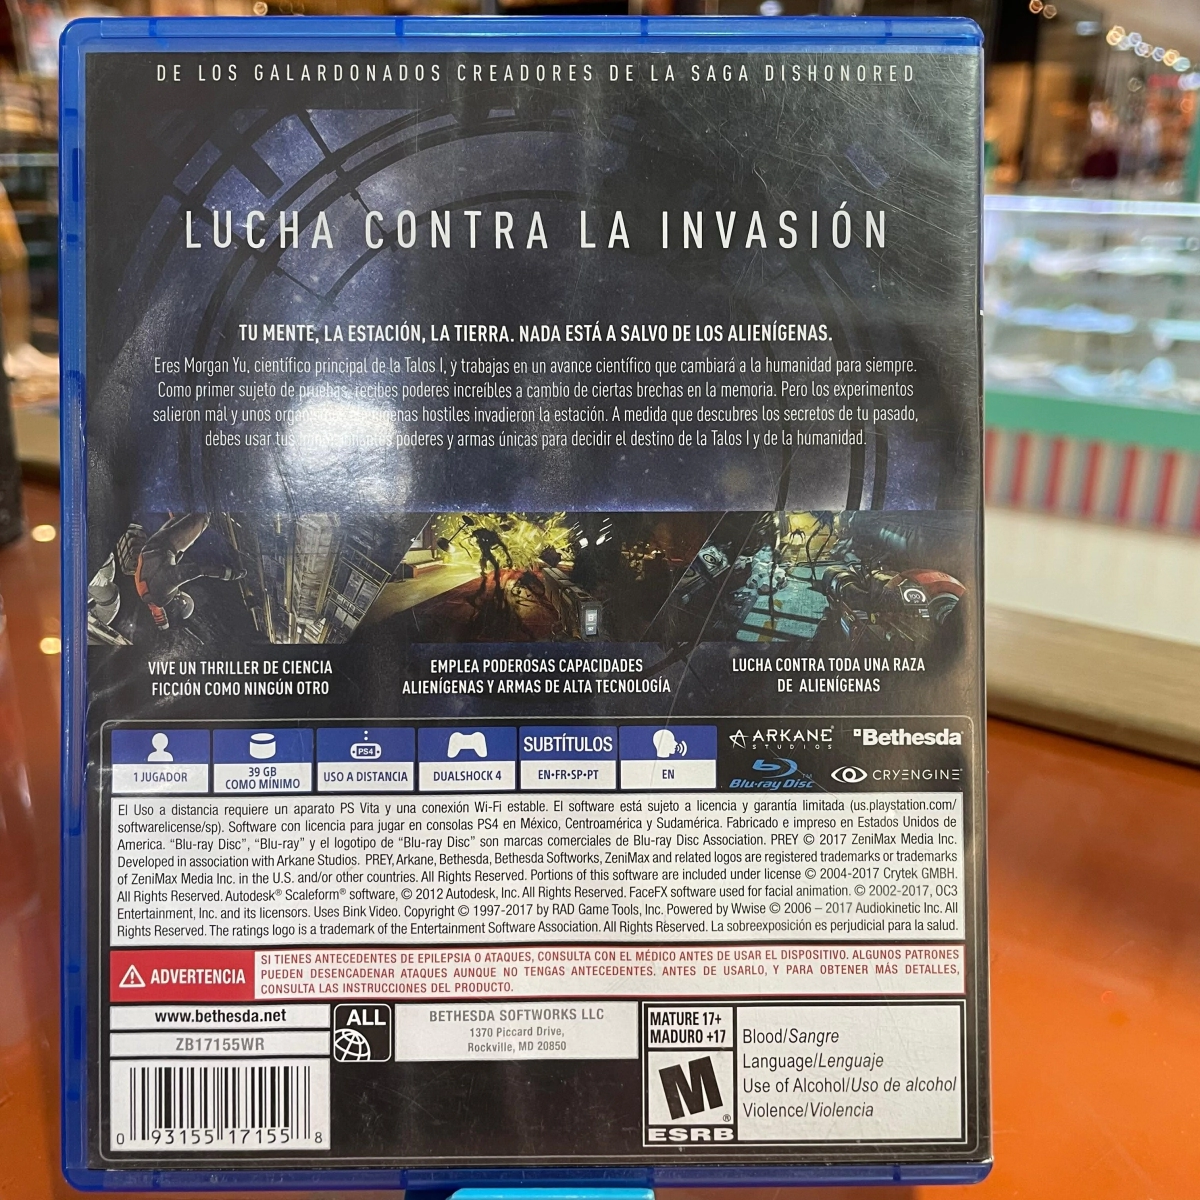 DE LOS GALARDONADOS CREADORES DE LA SAGA DISHONORED
LUCHA CONTRA LA INVASIÓN
TU MENTE, LA ESTACIÓN, LA TIERRA. NADA ESTÁ A SALVO DE LOS ALIENÍGENAS.
Eres Morgan Yu, científico principal de la Talos I, y trabajas en un avance científico que cambiará a la humanidad para siempre.
Como primer sujeto de pruebas, recibes poderes increíbles a cambio de ciertas brechas en la memoria. Pero los experimentos
salieron mal y unos hostiles invadieron la estación. A medida que descubres los secretos de tu pasado,
debes usar tus poderes y armas únicas para decidir el destino de la Talos I y de la humanidad.
VIVE UN THRILLER DE CIENCIA
FICCIÓN COMO NINGÚN OTRO
EMPLEA PODEROSAS CAPACIDADES
ALIENÍGENAS Y ARMAS DE ALTA TECNOLOGÍA
LUCHA CONTRA TODA UNA RAZA
DE ALIENÍGENAS
1 JUGADOR
39 GB
COMO MÍNIMO
PS4
USO A DISTANCIA
DUALSHOCK 4
SUBTÍTULOS
EN•FR•SP•PT
EN
ARKANE
STUDIOS
Bethesda
Blu-ray Disc™
CRYENGINE®
El Uso a distancia requiere un aparato PS Vita y una conexión Wi-Fi estable. El software está sujeto a licencia y garantía limitada (us.playstation.com/
softwarelicense/sp). Software con licencia para jugar en consolas PS4 en México, Centroamérica y Sudamérica. Fabricado e impreso en Estados Unidos de
America. “Blu-ray Disc”, “Blu-ray” y el logotipo de “Blu-ray Disc” son marcas comerciales de Blu-ray Disc Association. PREY © 2017 ZeniMax Media Inc.
Developed in association with Arkane Studios. PREY, Arkane, Bethesda, Bethesda Softworks, ZeniMax and related logos are registered trademarks or trademarks
of ZeniMax Media Inc. in the U.S. and/or other countries. All Rights Reserved. Portions of this software are included under license © 2004-2017 Crytek GMBH.
All Rights Reserved. Autodesk® Scaleform® software, © 2012 Autodesk, Inc. All Rights Reserved. FaceFX software used for facial animation. © 2002-2017, OC3
Entertainment, Inc. and its licensors. Uses Bink Video. Copyright © 1997-2017 by RAD Game Tools, Inc. Powered by Wwise © 2006 – 2017 Audiokinetic Inc. All
Rights Reserved. The ratings logo is a trademark of the Entertainment Software Association. All Rights Reserved. La sobreexposición es perjudicial para la salud.
ADVERTENCIA
SI TIENES ANTECEDENTES DE EPILEPSIA O ATAQUES, CONSULTA CON EL MÉDICO ANTES DE USAR EL DISPOSITIVO. ALGUNOS PATRONES
PUEDEN DESENCADENAR ATAQUES AUNQUE NO TENGAS ANTECEDENTES. ANTES DE USARLO, Y PARA OBTENER MÁS DETALLES,
CONSULTA LAS INSTRUCCIONES DEL PRODUCTO.
www.bethesda.net
ZB17155WR
0 93155 17155 8
ALL
BETHESDA SOFTWORKS LLC
1370 Piccard Drive,
Rockville, MD 20850
MATURE 17+
MADURO +17
M
®
ESRB
Blood/Sangre
Language/Lenguaje
Use of Alcohol/Uso de alcohol
Violence/Violencia